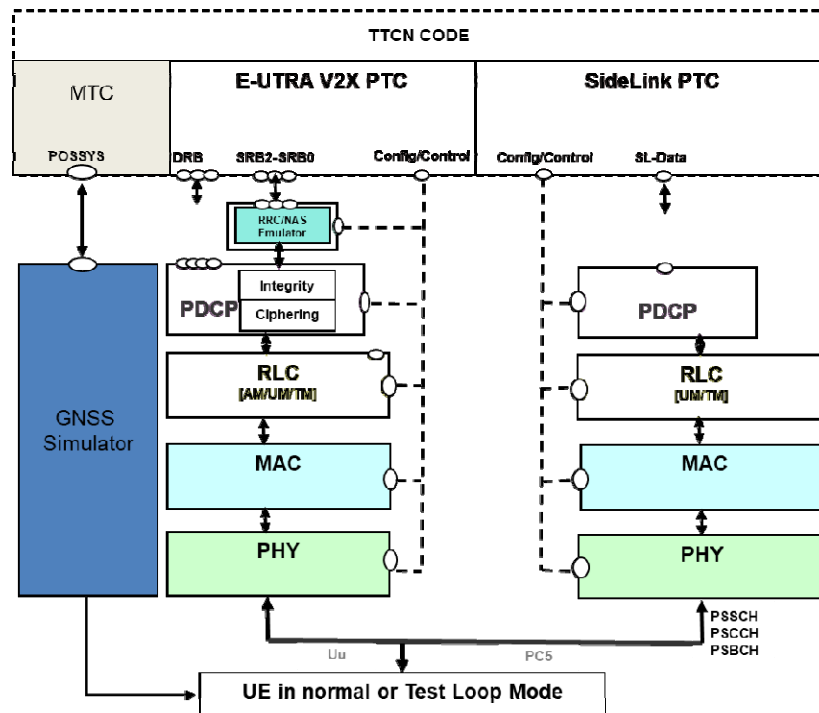 TTCN CODE
MTC
E-UTRA V2X PTC
SideLink PTC
POSSYS
DRB
SRB2-SRB0
Config/Control
Config/Control
SL-Data
RRC/NAS
Emulator
Integrity
PDCP
Ciphering
PDCP
RLC
[AM/UM/TM]
RLC
[UM/TM]
GNSS
Simulator
MAC
MAC
PHY
PHY
PSSCH
PSCCH
PSBCH
Uu
PC5
UE in normal or Test Loop Mode